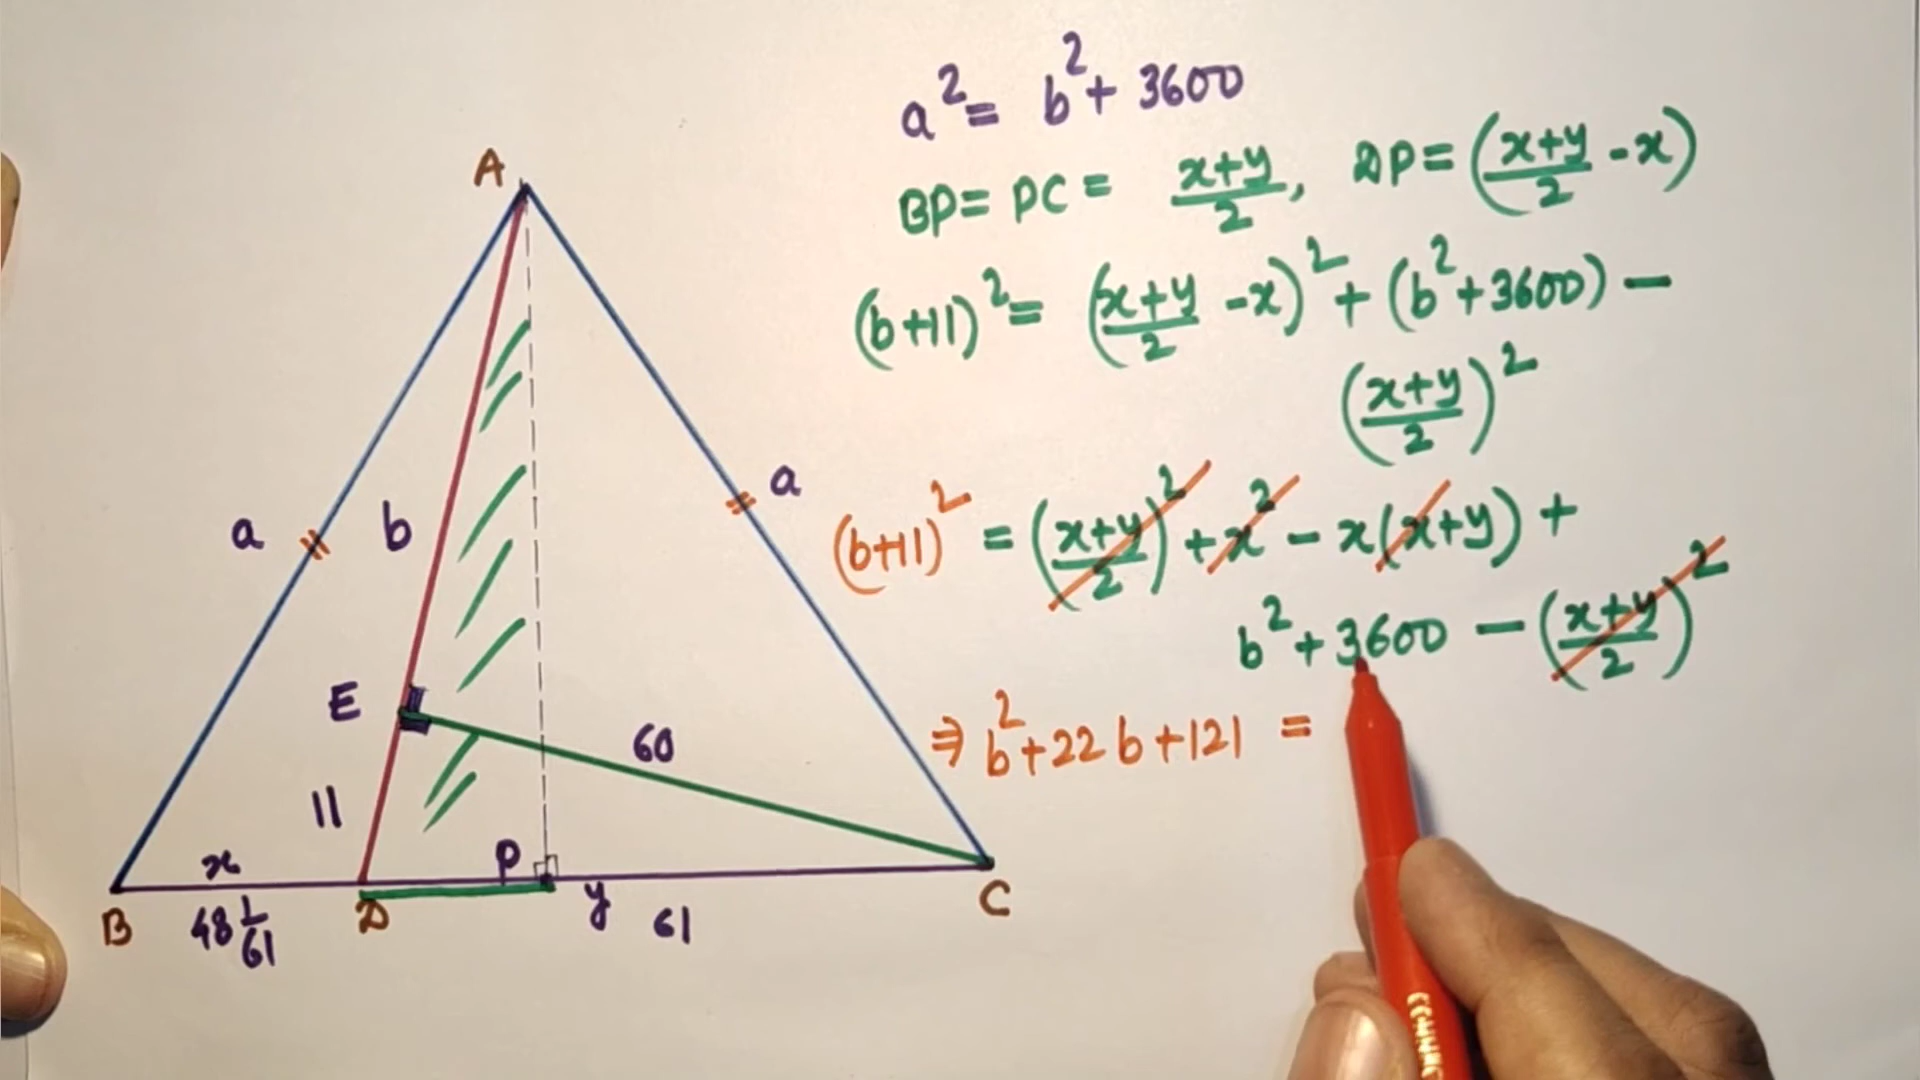 a² = b² + 3600
BP = PC = (x+y)/2, DP = ((x+y)/2 - x)
(b+11)² = ((x+y)/2 - x)² + (b² + 3600) -
((x+y)/2)²
(b+11)² = ((x+y)/2)² + x² - x(x+y) +
b² + 3600 - ((x+y)/2)²
⇒ b² + 22b + 121 =
A
a
b
a
E
60
11
x
P
y
B
48 1/61
D
61
C